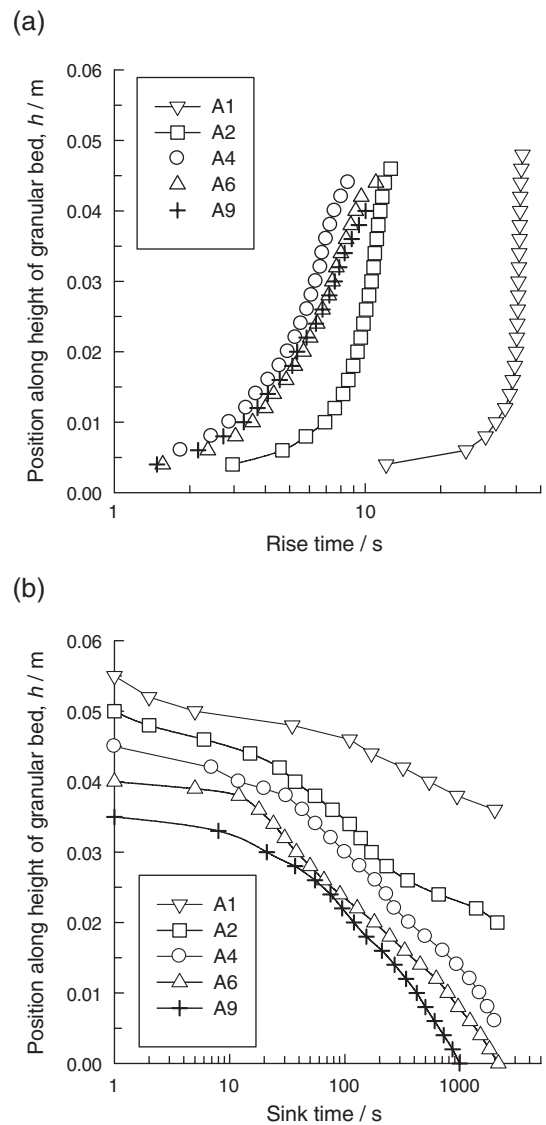 (a)
Position along height of granular bed, h / m
0.06
0.05
0.04
0.03
0.02
0.01
0.00
A1
A2
A4
A6
A9
1
10
Rise time / s
(b)
Position along height of granular bed, h / m
0.06
0.05
0.04
0.03
0.02
0.01
0.00
A1
A2
A4
A6
A9
1
10
100
1000
Sink time / s